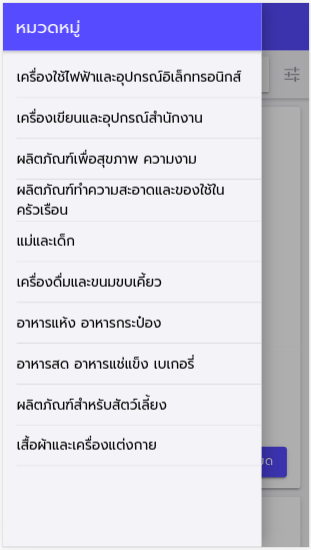 หมวดหมู่
เครื่องใช้ไฟฟ้าและอุปกรณ์อิเล็กทรอนิกส์
เครื่องเขียนและอุปกรณ์สำนักงาน
ผลิตภัณฑ์เพื่อสุขภาพ ความงาม
ผลิตภัณฑ์ทำความสะอาดและของใช้ใน
ครัวเรือน
แม่และเด็ก
เครื่องดื่มและขนมขบเคี้ยว
อาหารแห้ง อาหารกระป๋อง
อาหารสด อาหารแช่แข็ง เบเกอรี่
ผลิตภัณฑ์สำหรับสัตว์เลี้ยง
เสื้อผ้าและเครื่องแต่งกาย